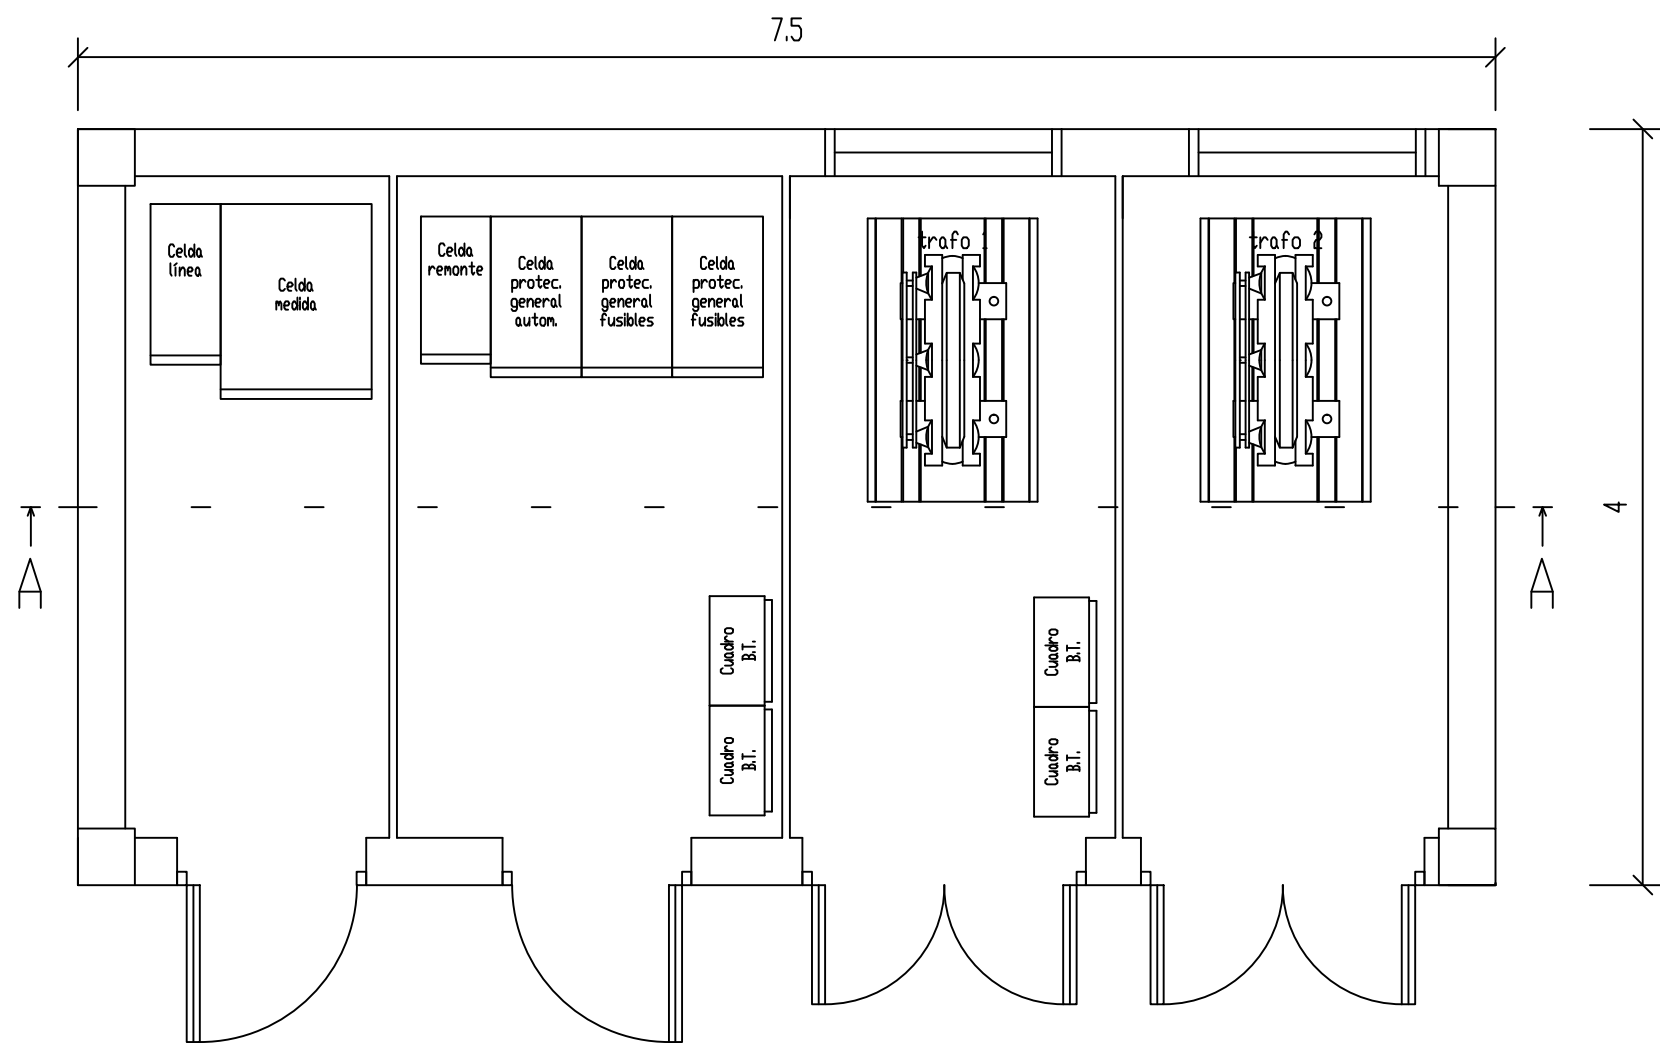 7.5
Celda
línea
Celda
medida
Celda
remonte
Celda
protec.
general
autom.
Celda
protec.
general
fusibles
Celda
protec.
general
fusibles
trafo 1
trafo 2
4
A
A
Cuadro
B.T.
Cuadro
B.T.
Cuadro
B.T.
Cuadro
B.T.